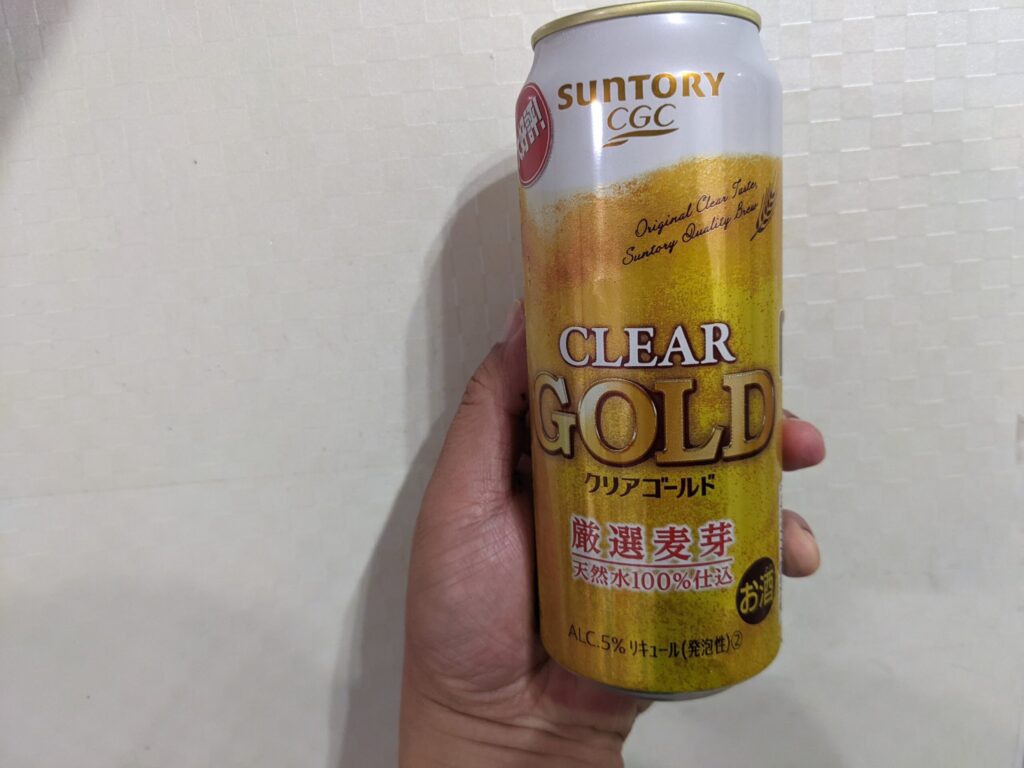 SUNTORY
CGC
好評!
Original Clear Taste,
Suntory Quality Brew
CLEAR
GOLD
クリアゴールド
厳選麦芽
天然水100%仕込
お酒
ALC.5% リキュール(発泡性)②